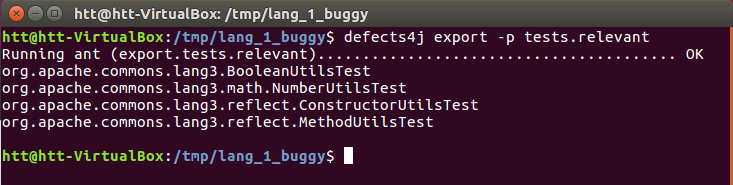 htt@htt-VirtualBox: /tmp/lang_1_buggy
htt@htt-VirtualBox:/tmp/lang_1_buggy$ defects4j export -p tests.relevant
Running ant (export.tests.relevant)........................................... OK
org.apache.commons.lang3.BooleanUtilsTest
org.apache.commons.lang3.math.NumberUtilsTest
org.apache.commons.lang3.reflect.ConstructorUtilsTest
org.apache.commons.lang3.reflect.MethodUtilsTest
htt@htt-VirtualBox:/tmp/lang_1_buggy$